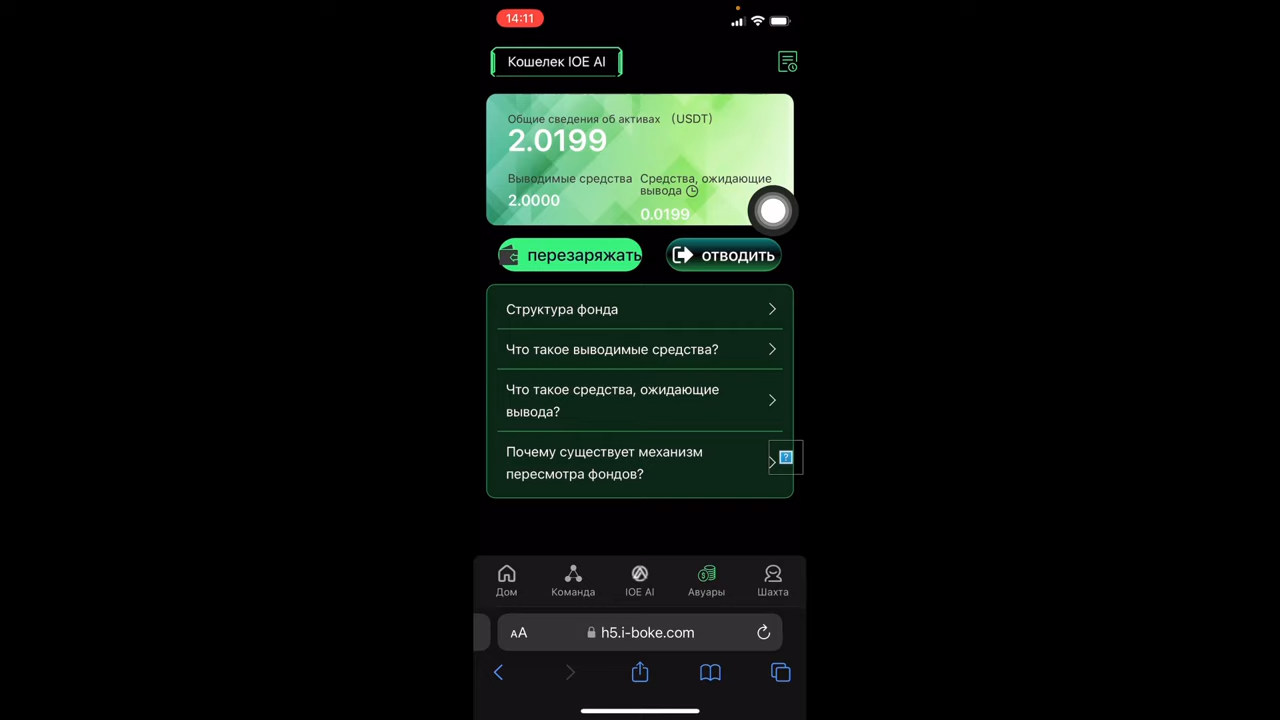 14:11
Кошелек IOE AI
Общие сведения об активах （USDT）
2.0199
Выводимые средства
2.0000
Средства, ожидающие
вывода
0.0199
перезаряжать
отводить
Структура фонда
Что такое выводимые средства?
Что такое средства, ожидающие
вывода?
Почему существует механизм
пересмотра фондов?
?
Дом
Команда
IOE AI
Авуары
Шахта
AA
h5.i-boke.com